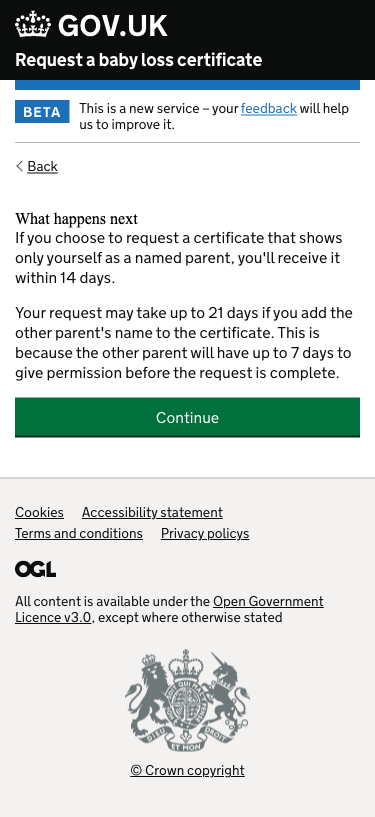 GOV.UK
Request a baby loss certificate
BETA
This is a new service – your feedback will help
us to improve it.
Back
What happens next
If you choose to request a certificate that shows
only yourself as a named parent, you'll receive it
within 14 days.
Your request may take up to 21 days if you add the
other parent's name to the certificate. This is
because the other parent will have up to 7 days to
give permission before the request is complete.
Continue
Cookies Accessibility statement
Terms and conditions Privacy policys
OGL
All content is available under the Open Government
Licence v3.0, except where otherwise stated
DIEU ET MON
© Crown copyright